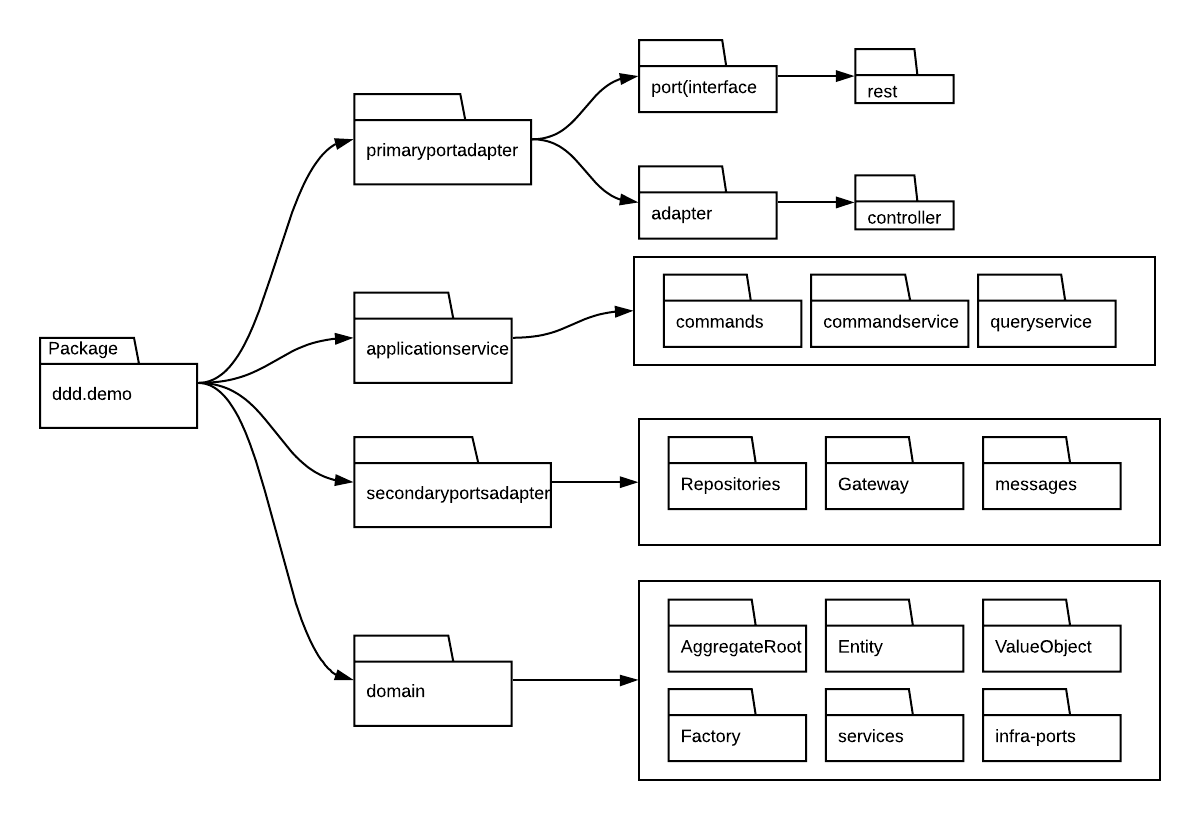 port(interface
rest
primaryportadapter
adapter
controller
commands
commandservice
queryservice
Package
applicationservice
ddd.demo
Repositories
Gateway
messages
secondaryportsadapter
AggregateRoot
Entity
ValueObject
domain
Factory
services
infra-ports